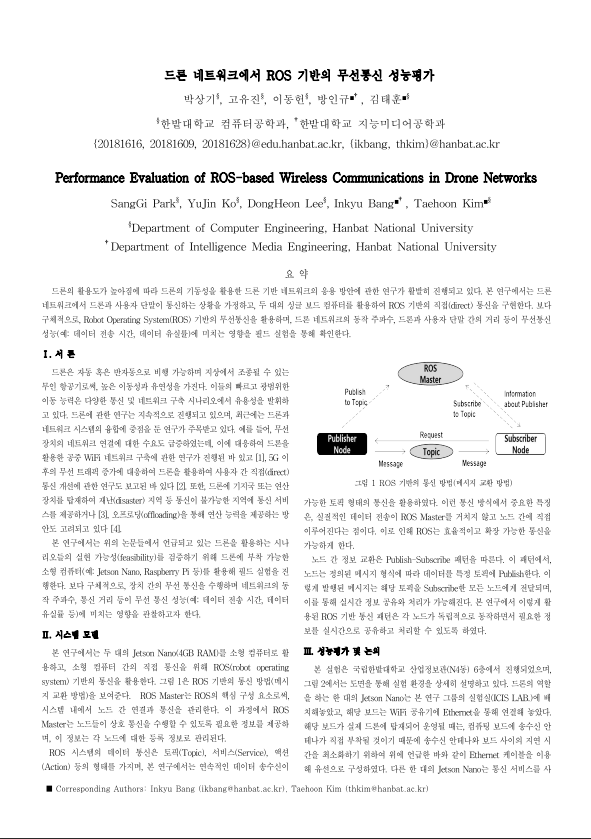 드론 네트워크에서 ROS 기반의 무선통신 성능평가
박상기§, 고유진§, 이동헌§, 방인규■†, 김태훈■§
§한밭대학교 컴퓨터공학과, †한밭대학교 지능미디어공학과
{20181616, 20181609, 20181628}@edu.hanbat.ac.kr, {ikbang, thkim}@hanbat.ac.kr
Performance Evaluation of ROS-based Wireless Communications in Drone Networks
SangGi Park§, YuJin Ko§, DongHeon Lee§, Inkyu Bang■†, Taehoon Kim■§
§Department of Computer Engineering, Hanbat National University
†Department of Intelligence Media Engineering, Hanbat National University
요 약
드론의 활용도가 높아짐에 따라 드론의 기동성을 활용한 드론 기반 네트워크의 응용 방안에 관한 연구가 활발히 진행되고 있다. 본 연구에서는 드론
네트워크에서 드론과 사용자 단말이 통신하는 상황을 가정하고, 두 대의 싱글 보드 컴퓨터를 활용하여 ROS 기반의 직접(direct) 통신을 구현한다. 보다
구체적으로, Robot Operating System(ROS) 기반의 무선통신을 활용하며, 드론 네트워크의 동작 주파수, 드론과 사용자 단말 간의 거리 등이 무선통신
성능(예: 데이터 전송 시간, 데이터 유실률)에 미치는 영향을 필드 실험을 통해 확인한다.
Ⅰ. 서 론
드론은 자동 혹은 반자동으로 비행 가능하며 지상에서 조종될 수 있는
무인 항공기로써, 높은 이동성과 유연성을 가진다. 이들의 빠르고 광범위한
이동 능력은 다양한 통신 및 네트워크 구축 시나리오에서 유용성을 발휘하
고 있다. 드론에 관한 연구는 지속적으로 진행되고 있으며, 최근에는 드론과
네트워크 시스템의 융합에 중점을 둔 연구가 주목받고 있다. 예를 들어, 무선
장치의 네트워크 연결에 대한 수요도 급증하였는데, 이에 대응하여 드론을
활용한 공중 WiFi 네트워크 구축에 관한 연구가 진행된 바 있고 [1], 5G 이
후의 무선 트래픽 증가에 대응하여 드론을 활용하여 사용자 간 직접(direct)
통신 개선에 관한 연구도 보고된 바 있다 [2]. 또한, 드론에 기지국 또는 연산
장치를 탑재하여 재난(disaster) 지역 등 통신이 불가능한 지역에 통신 서비
스를 제공하거나 [3], 오프로딩(offloading)을 통해 연산 능력을 제공하는 방
안도 고려되고 있다 [4].
본 연구에서는 위의 논문들에서 언급되고 있는 드론을 활용하는 시나
리오들의 실현 가능성(feasibility)를 검증하기 위해 드론에 부착 가능한
소형 컴퓨터(예: Jetson Nano, Raspberry Pi 등)를 활용해 필드 실험을 진
행한다. 보다 구체적으로, 장치 간의 무선 통신을 수행하며 네트워크의 동
작 주파수, 통신 거리 등이 무선 통신 성능(예: 데이터 전송 시간, 데이터
유실률 등)에 미치는 영향을 관찰하고자 한다.
Ⅱ. 시스템 모델
본 연구에서는 두 대의 Jetson Nano(4GB RAM)를 소형 컴퓨터로 활
용하고, 소형 컴퓨터 간의 직접 통신을 위해 ROS(robot operating
system) 기반의 통신을 활용한다. 그림 1은 ROS 기반의 통신 방법(메시
지 교환 방법)을 보여준다. ROS Master는 ROS의 핵심 구성 요소로써,
시스템 내에서 노드 간 연결과 통신을 관리한다. 이 과정에서 ROS
Master는 노드들이 상호 통신을 수행할 수 있도록 필요한 정보를 제공하
며, 이 정보는 각 노드에 대한 등록 정보로 관리된다.
ROS 시스템의 데이터 통신은 토픽(Topic), 서비스(Service), 액션
(Action) 등의 형태를 가지며, 본 연구에서는 연속적인 데이터 송수신이
ROS
Master
Publish
to Topic
Subscribe
to Topic
Information
about Publisher
Publisher
Node
Request
Topic
Subscriber
Node
Message
Message
그림 1 ROS 기반의 통신 방법(메시지 교환 방법)
가능한 토픽 형태의 통신을 활용하였다. 이런 통신 방식에서 중요한 특징
은, 실질적인 데이터 전송이 ROS Master를 거치지 않고 노드 간에 직접
이루어진다는 점이다. 이로 인해 ROS는 효율적이고 확장 가능한 통신을
가능하게 한다.
노드 간 정보 교환은 Publish-Subscribe 패턴을 따른다. 이 패턴에서,
노드는 정의된 메시지 형식에 따라 데이터를 특정 토픽에 Publish한다. 이
렇게 발행된 메시지는 해당 토픽을 Subscribe한 모든 노드에게 전달되며,
이를 통해 실시간 정보 공유와 처리가 가능해진다. 본 연구에서 이렇게 활
용된 ROS 기반 통신 패턴은 각 노드가 독립적으로 동작하면서 필요한 정
보를 실시간으로 공유하고 처리할 수 있도록 하였다.
Ⅲ. 성능평가 및 논의
본 실험은 국립한밭대학교 산업정보관(N4동) 6층에서 진행되었으며,
그림 2에서는 도면을 통해 실험 환경을 상세히 설명하고 있다. 드론의 역할
을 하는 한 대의 Jetson Nano는 본 연구 그룹의 실험실(ICIS LAB.)에 배
치해놓았고, 해당 보드는 WiFi 공유기에 Ethernet을 통해 연결해 놓았다.
해당 보드가 실제 드론에 탑재되어 운영될 때는, 컴퓨팅 보드에 송수신 안
테나가 직접 부착될 것이기 때문에 송수신 안테나와 보드 사이의 지연 시
간을 최소화하기 위하여 위에 언급한 바와 같이 Ethernet 케이블을 이용
해 유선으로 구성하였다. 다른 한 대의 Jetson Nano는 통신 서비스를 사
■ Corresponding Authors: Inkyu Bang (ikbang@hanbat.ac.kr), Taehoon Kim (thkim@hanbat.ac.kr)